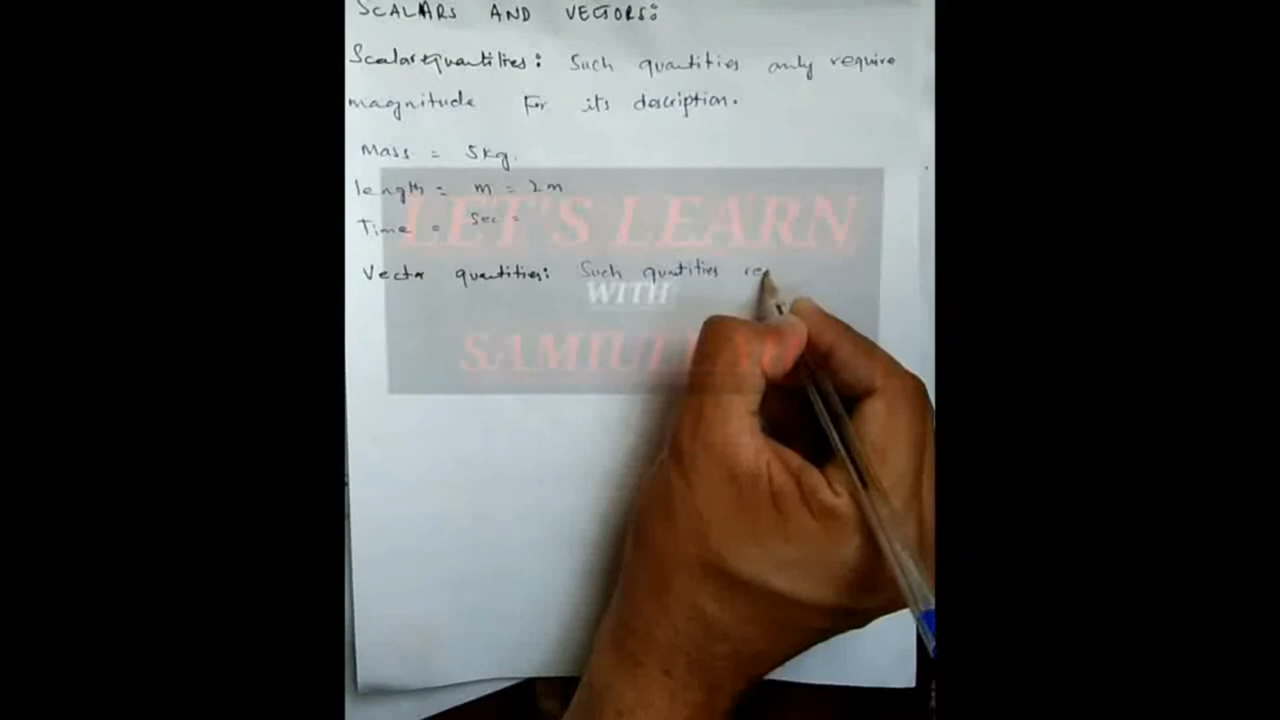 SCALARS AND VECTORS:
Scalar quantities: Such quantities only require
magnitude for its description.
Mass = 5kg.
length = m = 2m
Time = sec =
Vector quantities: Such quntities re
LET'S LEARN
WITH